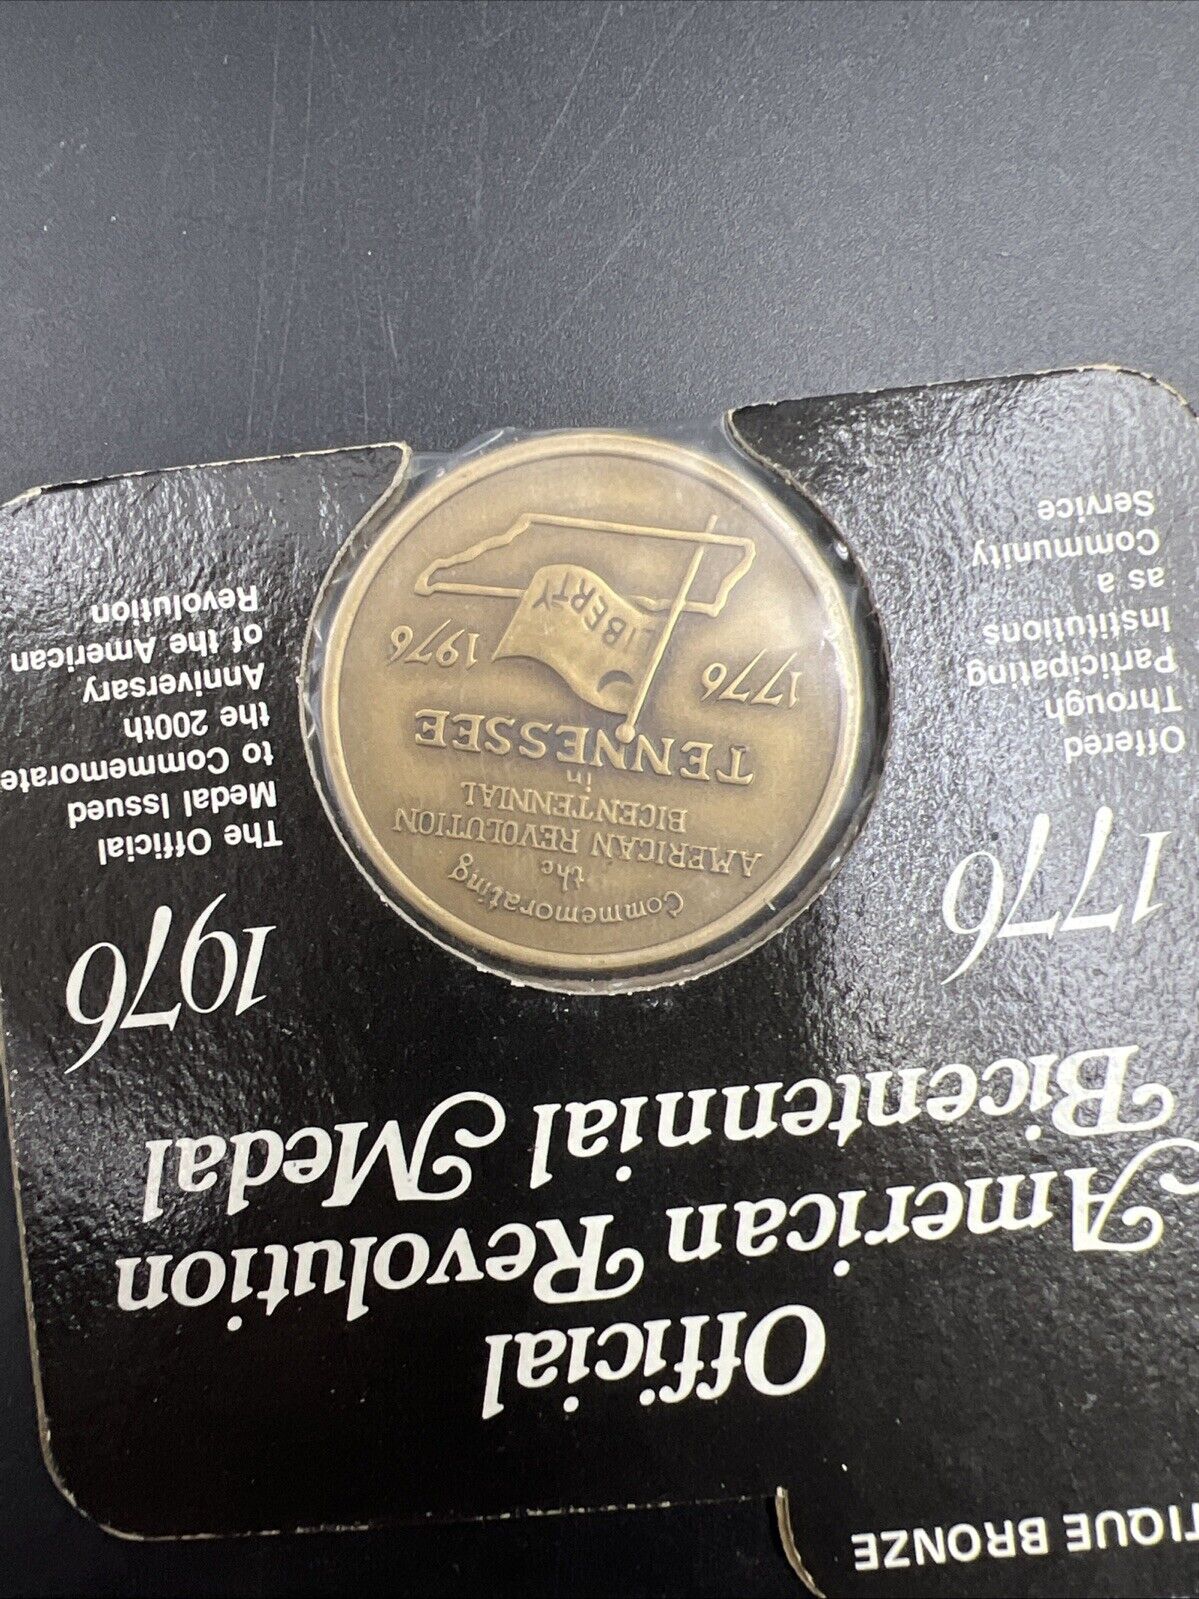 TIQUE BRONZE
Official
American Revolution
Bicentennial Medal
1776
Offered
Through
Participating
Institutions
as a
Community
Service
Commemorating
the
AMERICAN REVOLUTION
BICENTENNIAL
in
TENNESSEE
1776 1976
LIBERTY
1976
The Official
Medal Issued
to Commemorate
the 200th
Anniversary
of the American
Revolution